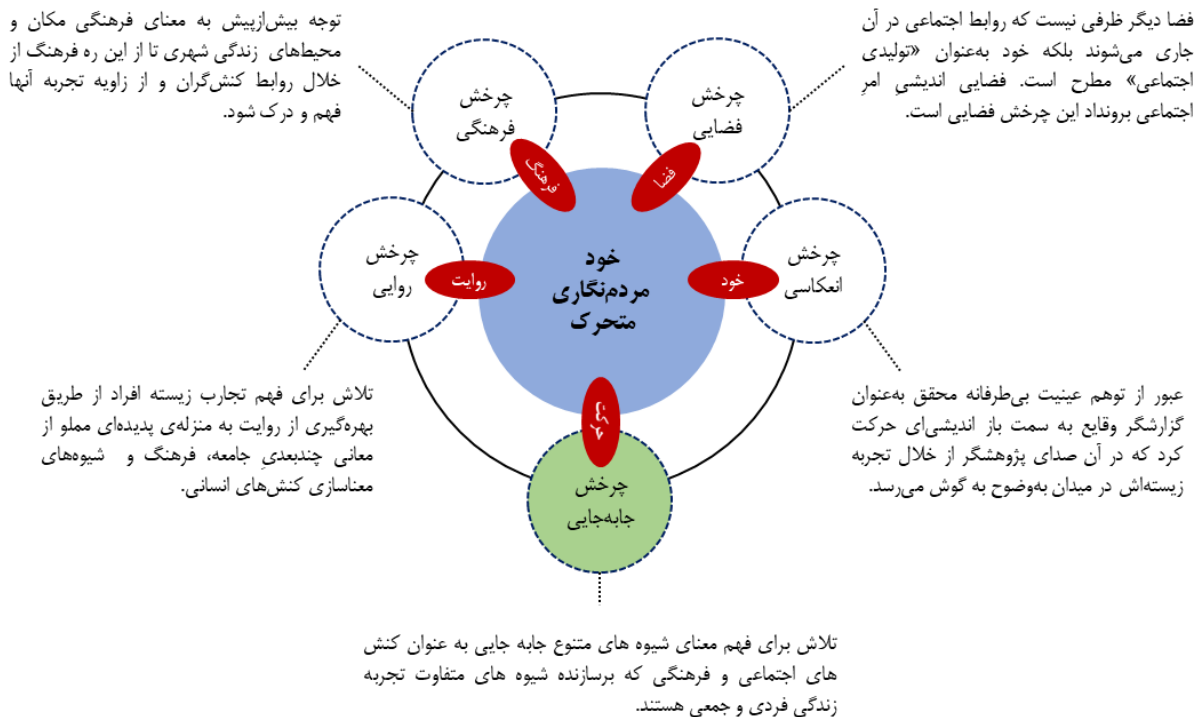 فضا دیگر ظرفی نیست که روابط اجتماعی در آن
جاری می‌شوند بلکه خود به‌عنوان «تولیدی
اجتماعی» مطرح است. فضایی اندیشیِ امرِ
اجتماعی برونداد این چرخش فضایی است.
توجه بیش‌ازپیش به معنای فرهنگی مکان و
محیط‌های زندگی شهری تا از این ره فرهنگ از
خلال روابط کنش‌گران و از زاویه تجربه آنها
فهم و درک شود.
چرخش
فضایی
چرخش
فرهنگی
فضا
فرهنگ
چرخش
انعکاسی
خود
خود
مردم‌نگاری
متحرک
روایت
چرخش
روایی
عبور از توهم عینیت بی‌طرفانه محقق به‌عنوان
گزارشگر وقایع به سمت باز اندیشی‌ای حرکت
کرد که در آن صدای پژوهشگر از خلال تجربه
زیسته‌اش در میدان به‌وضوح به گوش می‌رسد.
تلاش برای فهم تجارب زیسته افراد از طریق
بهره‌گیری از روایت به منزله‌ی پدیده‌ای مملو از
معانی چندبعدیِ جامعه، فرهنگ و شیوه‌های
معناسازی کنش‌های انسانی.
حرکت
چرخش
جابه‌جایی
تلاش برای فهم معنای شیوه های متنوع جابه جایی به عنوان کنش
های اجتماعی و فرهنگی که برسازنده شیوه های متفاوت تجربه
زندگی فردی و جمعی هستند.